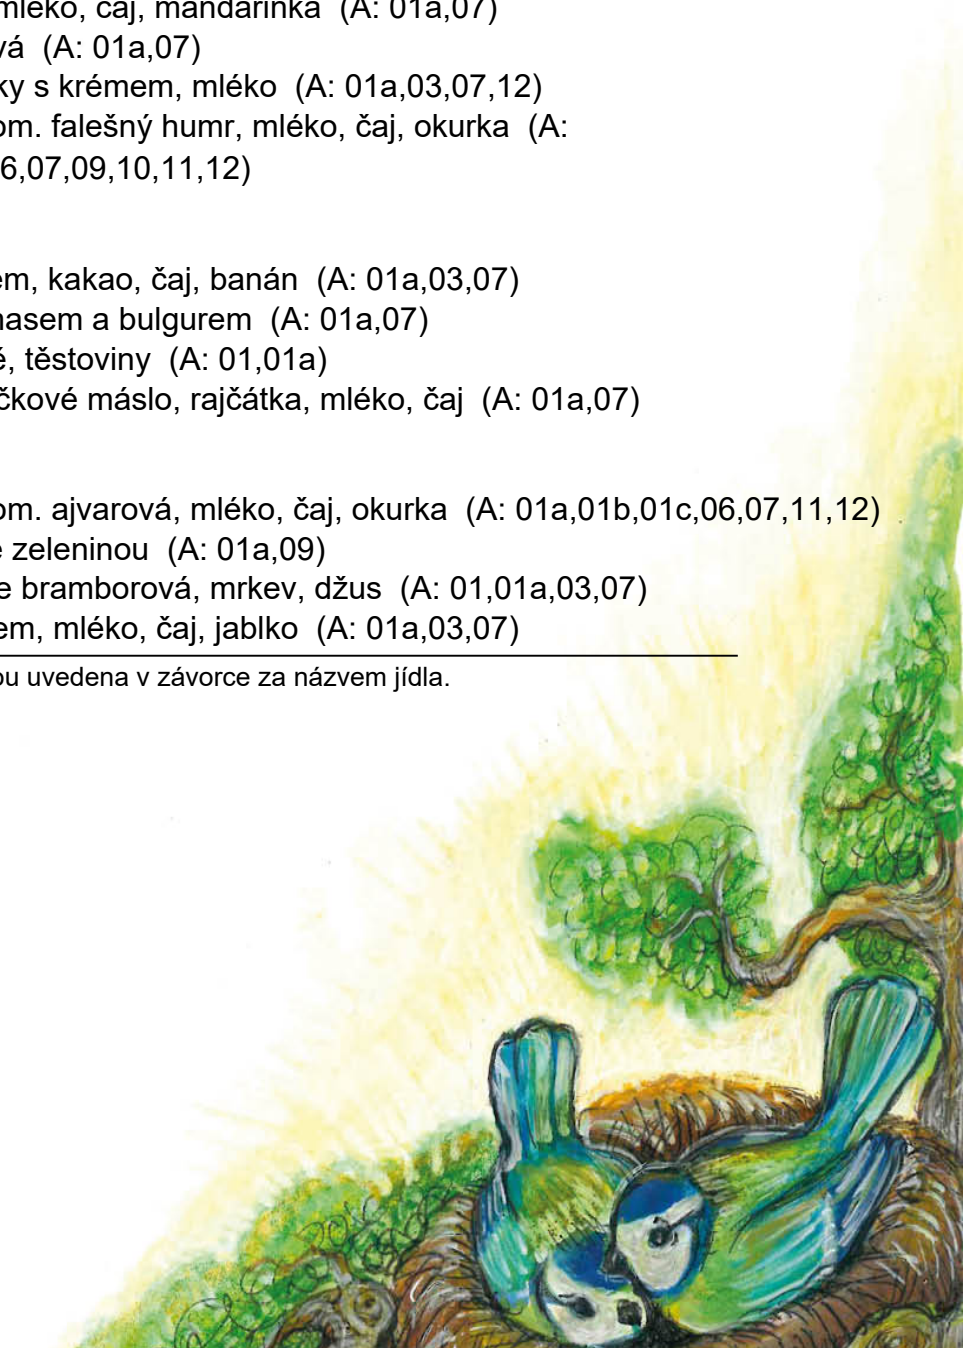 mléko, čaj, mandarinka (A: 01a,07)
vá (A: 01a,07)
ky s krémem, mléko (A: 01a,03,07,12)
om. falešný humr, mléko, čaj, okurka (A:
6,07,09,10,11,12)
em, kakao, čaj, banán (A: 01a,03,07)
masem a bulgurem (A: 01a,07)
é, těstoviny (A: 01,01a)
čkové máslo, rajčátka, mléko, čaj (A: 01a,07)
om. ajvarová, mléko, čaj, okurka (A: 01a,01b,01c,06,07,11,12)
e zeleninou (A: 01a,09)
e bramborová, mrkev, džus (A: 01,01a,03,07)
em, mléko, čaj, jablko (A: 01a,03,07)
ou uvedena v závorce za názvem jídla.